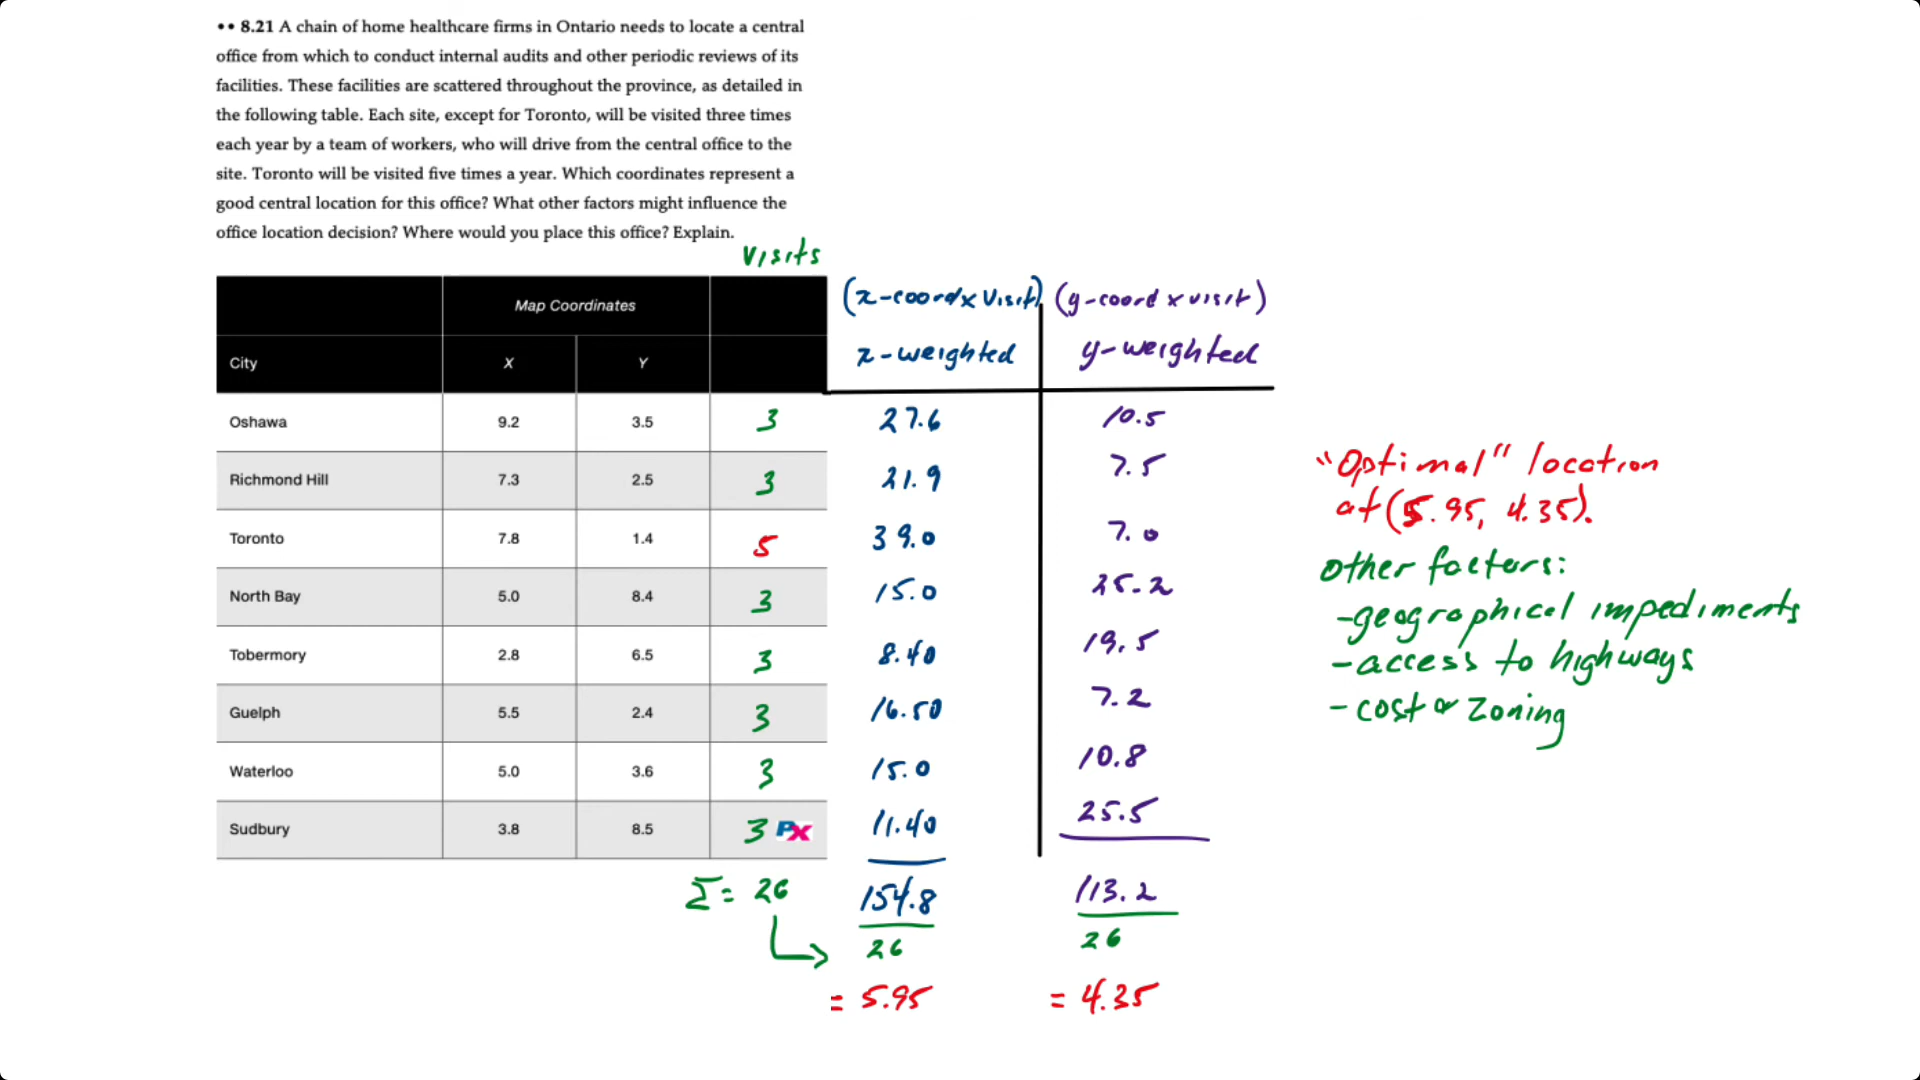 •• 8.21 A chain of home healthcare firms in Ontario needs to locate a central
office from which to conduct internal audits and other periodic reviews of its
facilities. These facilities are scattered throughout the province, as detailed in
the following table. Each site, except for Toronto, will be visited three times
each year by a team of workers, who will drive from the central office to the
site. Toronto will be visited five times a year. Which coordinates represent a
good central location for this office? What other factors might influence the
office location decision? Where would you place this office? Explain.
Visits
(x-coord x Visit) (y-coord x visit)
Map Coordinates
City X Y x-weighted y-weighted
Oshawa 9.2 3.5 3 27.6 10.5
Richmond Hill 7.3 2.5 3 21.9 7.5
Toronto 7.8 1.4 5 39.0 7.0
North Bay 5.0 8.4 3 15.0 25.2
Tobermory 2.8 6.5 3 8.40 19.5
Guelph 5.5 2.4 3 16.50 7.2
Waterloo 5.0 3.6 3 15.0 10.8
Sudbury 3.8 8.5 3 PX 11.40 25.5
Σ = 26 154.8 113.2
26 26
= 5.95 = 4.35
"Optimal" location
at (5.95, 4.35).
other factors:
-geographical impediments
-access to highways
- cost & zoning